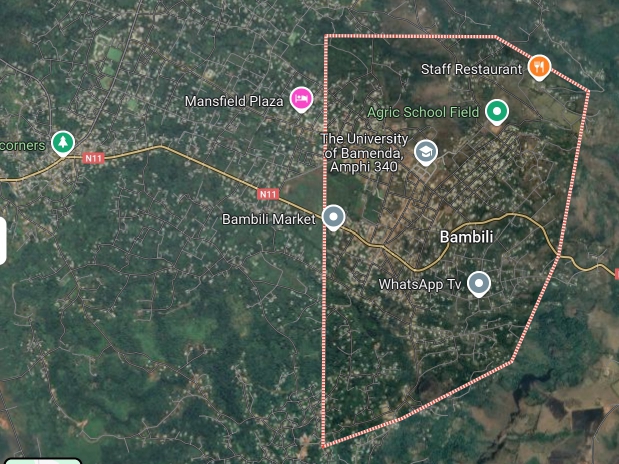 Staff Restaurant
Mansfield Plaza
Agric School Field
The University
of Bamenda,
Amphi 340
corners
N11
N11
Bambili Market
Bambili
WhatsApp Tv